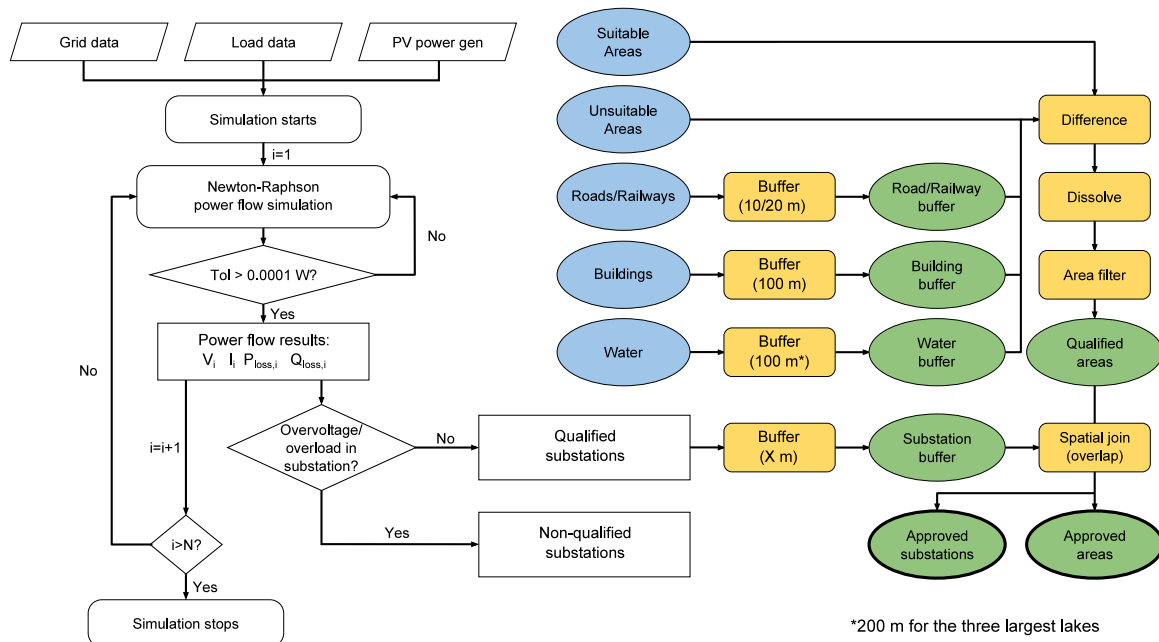 Grid data
Load data
PV power gen
Simulation starts
i=1
Newton-Raphson
power flow simulation
No
Tol > 0.0001 W?
Yes
Power flow results:
V_i I_i P_loss,i Q_loss,i
No
i=i+1
Overvoltage/
overload in
substation?
No
Qualified
substations
Yes
Non-qualified
substations
i>N?
Yes
Simulation stops
Suitable
Areas
Unsuitable
Areas
Difference
Roads/Railways
Buffer
(10/20 m)
Road/Railway
buffer
Dissolve
Buildings
Buffer
(100 m)
Building
buffer
Area filter
Water
Buffer
(100 m*)
Water
buffer
Qualified
areas
Buffer
(X m)
Substation
buffer
Spatial join
(overlap)
Approved
substations
Approved
areas
*200 m for the three largest lakes